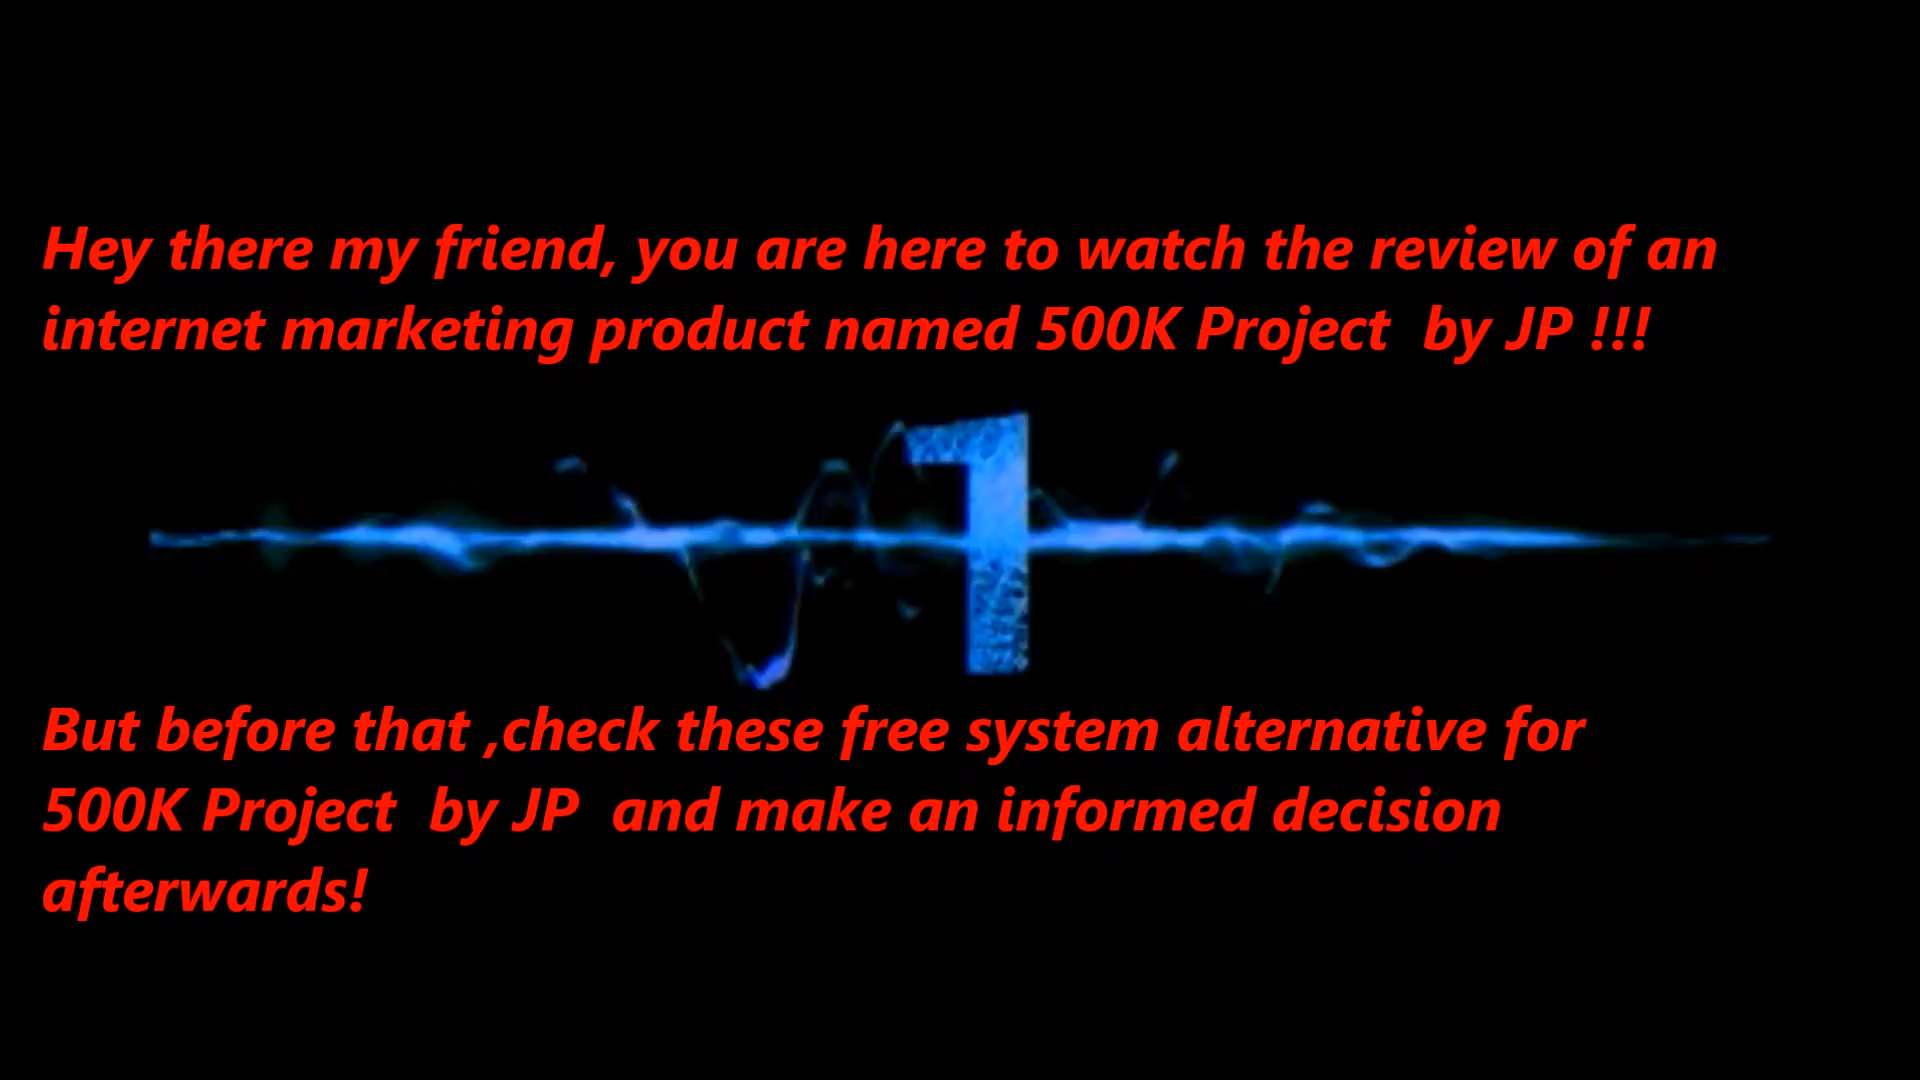 Hey there my friend, you are here to watch the review of an
internet marketing product named 500K Project  by JP !!!
1
But before that ,check these free system alternative for
500K Project  by JP  and make an informed decision
afterwards!